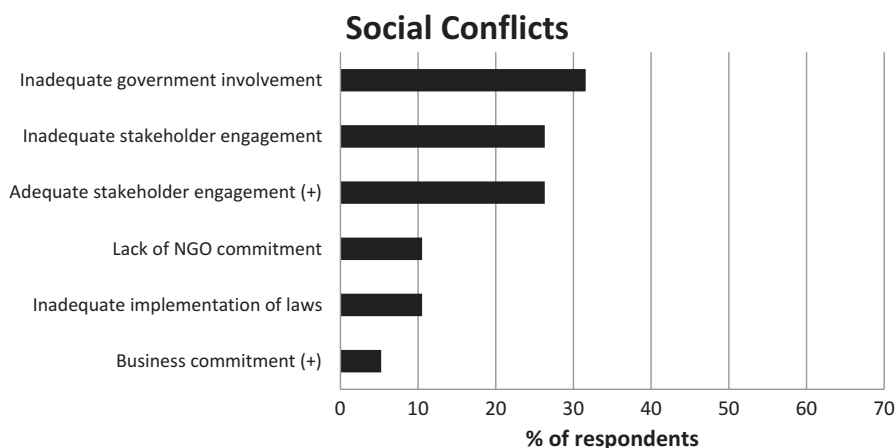 Social Conflicts
Inadequate government involvement
Inadequate stakeholder engagement
Adequate stakeholder engagement (+)
Lack of NGO commitment
Inadequate implementation of laws
Business commitment (+)
0 10 20 30 40 50 60 70
% of respondents